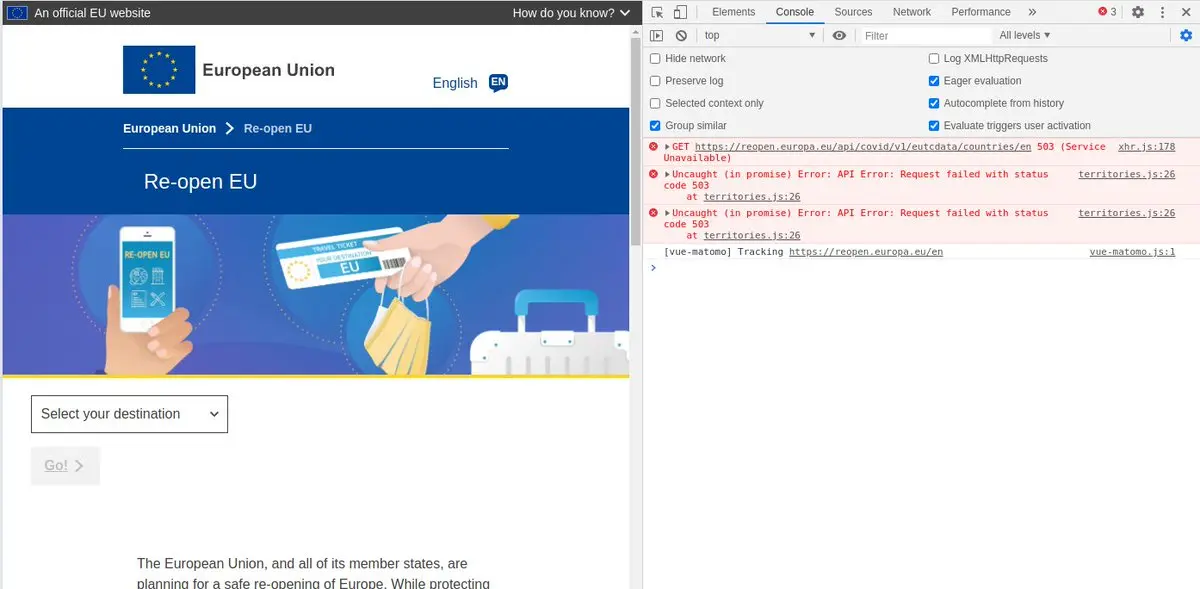 An official EU website
How do you know?
European Union
English EN
European Union Re-open EU
Re-open EU
RE-OPEN EU
TRAVEL TICKET
YOUR DESTINATION
EU
Select your destination
Go!
The European Union, and all of its member states, are
planning for a safe re-opening of Europe. While protecting
Elements Console Sources Network Performance » 3
top Filter All levels
Hide network Log XMLHttpRequests
Preserve log Eager evaluation
Selected context only Autocomplete from history
Group similar Evaluate triggers user activation
GET https://reopen.europa.eu/api/covid/v1/eutcdata/countries/en 503 (Service xhr.js:178
Unavailable)
Uncaught (in promise) Error: API Error: Request failed with status territories.js:26
code 503
at territories.js:26
Uncaught (in promise) Error: API Error: Request failed with status territories.js:26
code 503
at territories.js:26
[vue-matomo] Tracking https://reopen.europa.eu/en vue-matomo.js:1